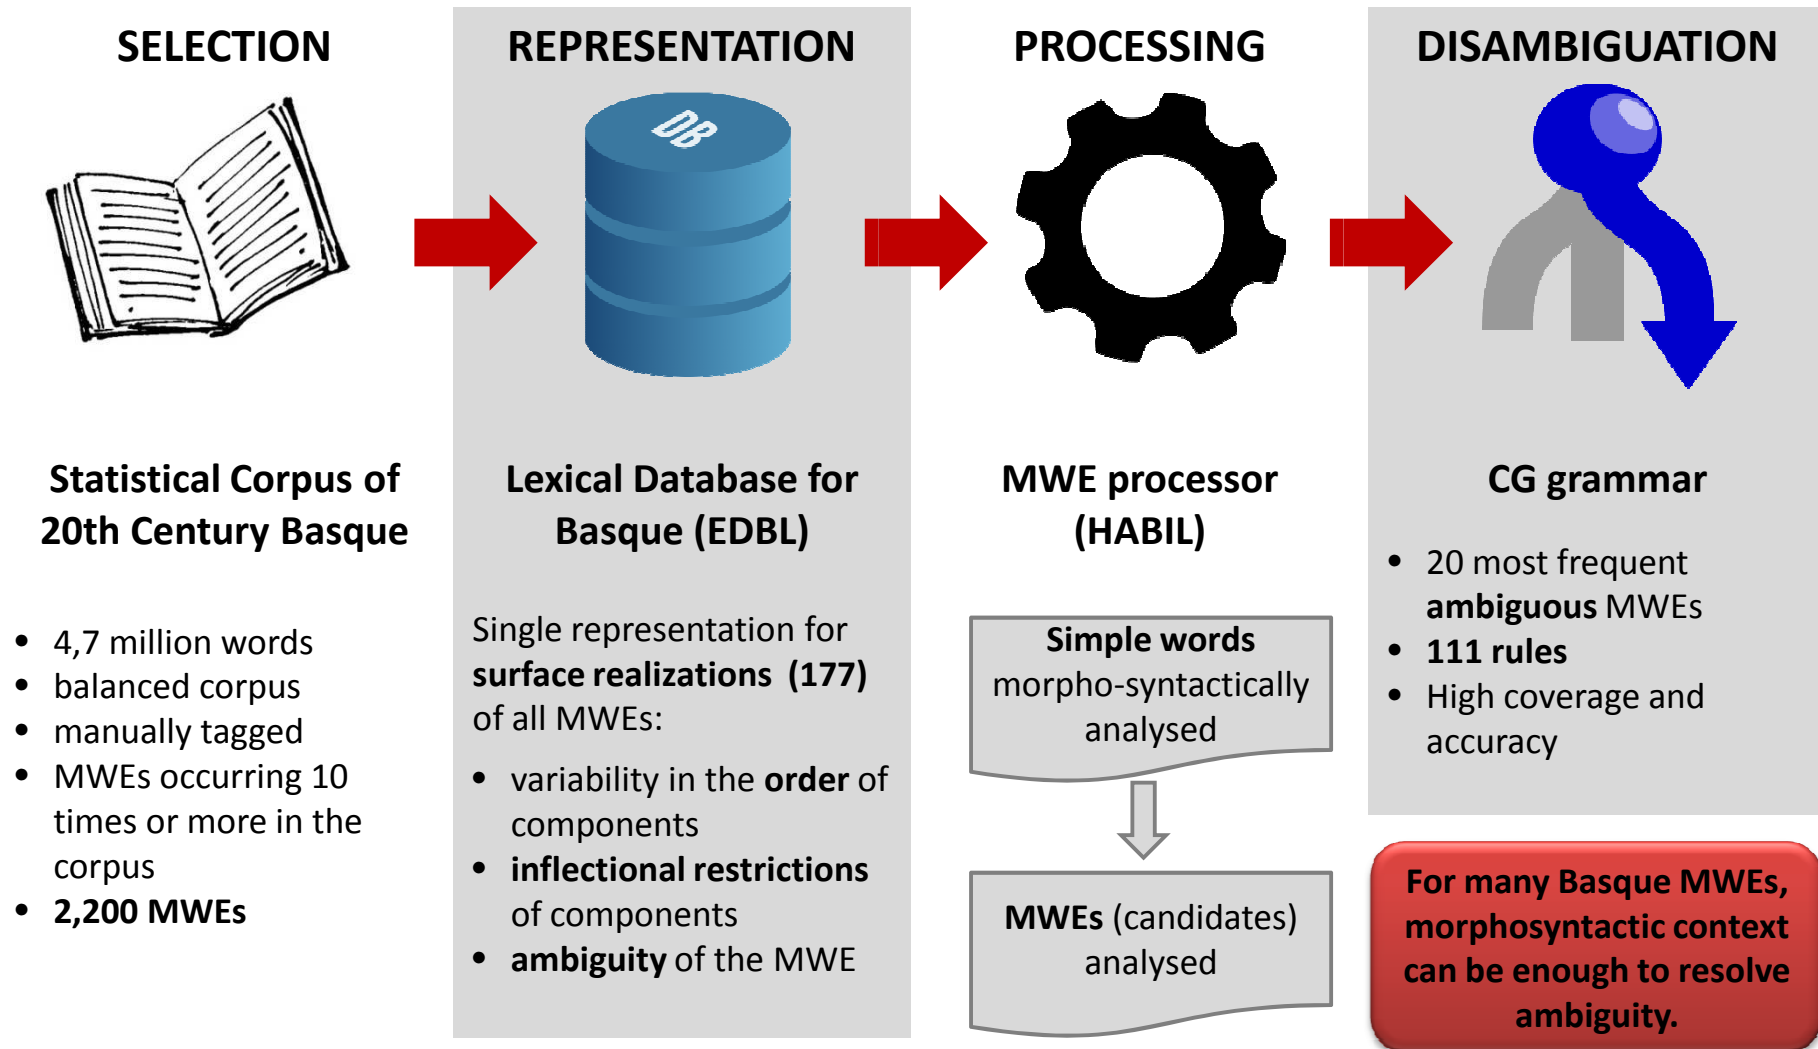 SELECTION
Statistical Corpus of
20th Century Basque
• 4,7 million words
• balanced corpus
• manually tagged
• MWEs occurring 10
times or more in the
corpus
• 2,200 MWEs
REPRESENTATION
DB
Lexical Database for
Basque (EDBL)
Single representation for
surface realizations (177)
of all MWEs:
• variability in the order of
components
• inflectional restrictions
of components
• ambiguity of the MWE
PROCESSING
MWE processor
(HABIL)
Simple words
morpho-syntactically
analysed
MWEs (candidates)
analysed
DISAMBIGUATION
CG grammar
• 20 most frequent
ambiguous MWEs
• 111 rules
• High coverage and
accuracy
For many Basque MWEs,
morphosyntactic context
can be enough to resolve
ambiguity.